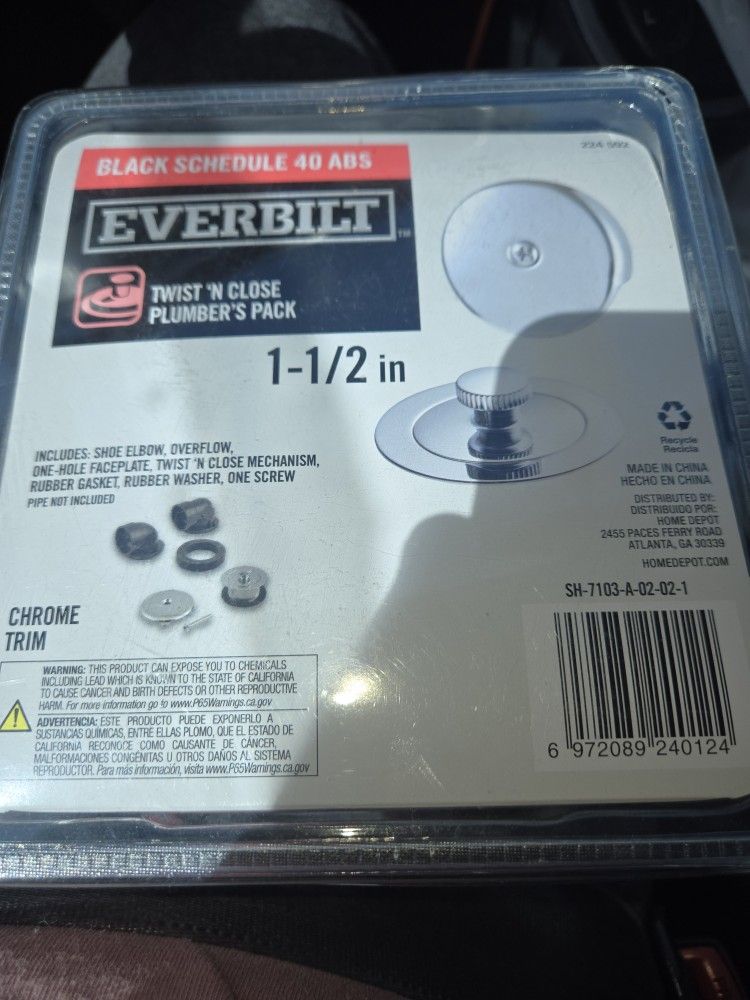 BLACK SCHEDULE 40 ABS
224 592
EVERBILT™
TWIST 'N CLOSE
PLUMBER'S PACK
1-1/2 in
INCLUDES: SHOE ELBOW, OVERFLOW,
ONE-HOLE FACEPLATE, TWIST 'N CLOSE MECHANISM,
RUBBER GASKET, RUBBER WASHER, ONE SCREW
PIPE NOT INCLUDED
Recycle
Recicla
MADE IN CHINA
HECHO EN CHINA
DISTRIBUTED BY:
DISTRIBUIDO POR:
HOME DEPOT
2455 PACES FERRY ROAD
ATLANTA, GA 30339
HOMEDEPOT.COM
SH-7103-A-02-02-1
6 972089 240124
CHROME
TRIM
WARNING: THIS PRODUCT CAN EXPOSE YOU TO CHEMICALS
INCLUDING LEAD WHICH IS KNOWN TO THE STATE OF CALIFORNIA
TO CAUSE CANCER AND BIRTH DEFECTS OR OTHER REPRODUCTIVE
HARM. For more information go to www.P65Warnings.ca.gov
ADVERTENCIA: ESTE PRODUCTO PUEDE EXPONERLO A
SUSTANCIAS QUÍMICAS, ENTRE ELLAS PLOMO, QUE EL ESTADO DE
CALIFORNIA RECONOCE COMO CAUSANTE DE CÁNCER,
MALFORMACIONES CONGÉNITAS U OTROS DAÑOS AL SISTEMA
REPRODUCTOR. Para más información, visita www.P65Warnings.ca.gov